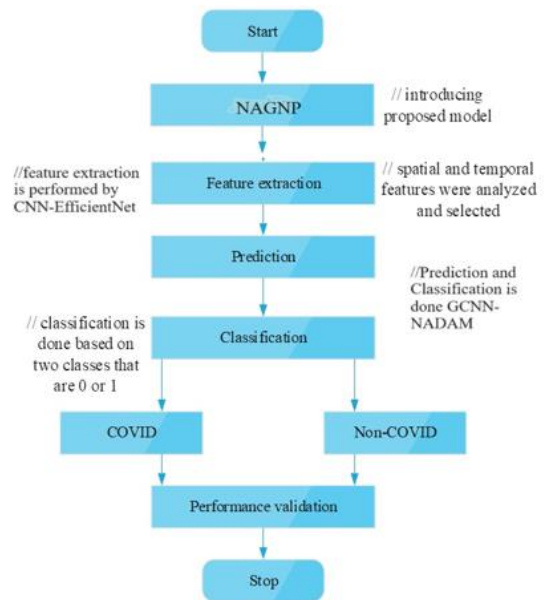 Start
NAGNP
// introducing
proposed model
//feature extraction
is performed by
CNN-EfficientNet
Feature extraction
// spatial and temporal
features were analyzed
and selected
Prediction
//Prediction and
Classification is
done GCNN-
NADAM
// classification is
done based on
two classes that
are 0 or 1
Classification
COVID
Non-COVID
Performance validation
Stop